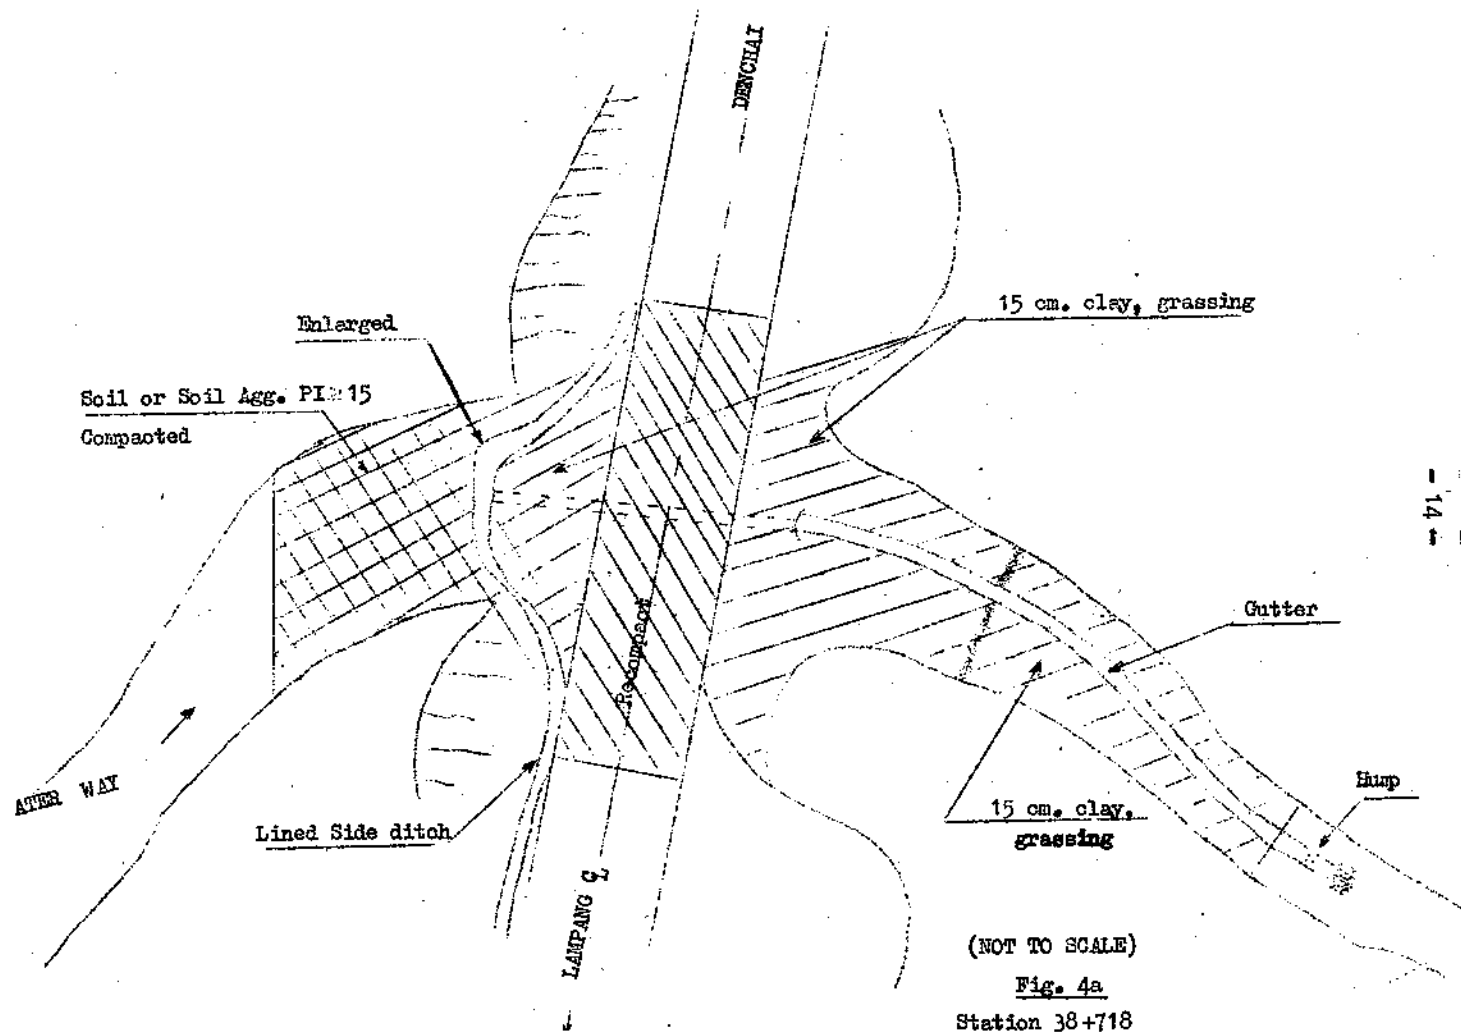 DENCHAI
15 cm. clay, grassing
Enlarged
Soil or Soil Agg. PI 15
Compacted
- 14 -
Recompact
Gutter
ATER WAY
Hump
Lined Side ditch
15 cm. clay,
grassing
LAMPANG ℄
(NOT TO SCALE)
Fig. 4a
Station 38+718